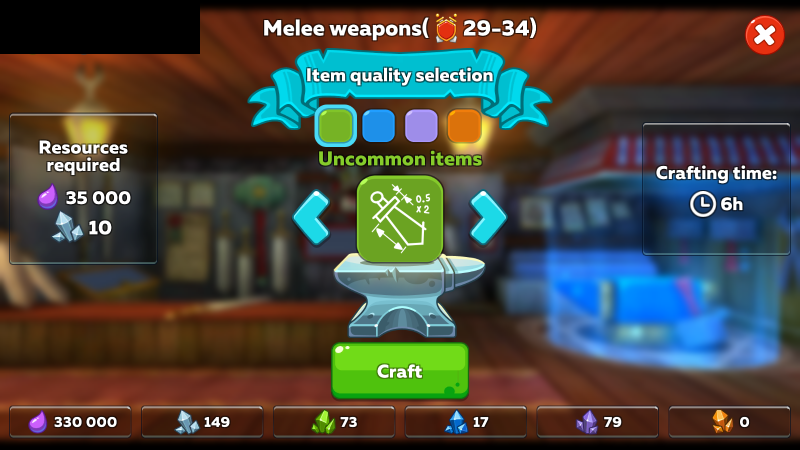 Melee weapons( 29-34)
Item quality selection
Uncommon items
Resources
required
35 000
10
0.5
x 2
Crafting time:
6h
Craft
330 000
149
73
17
79
0